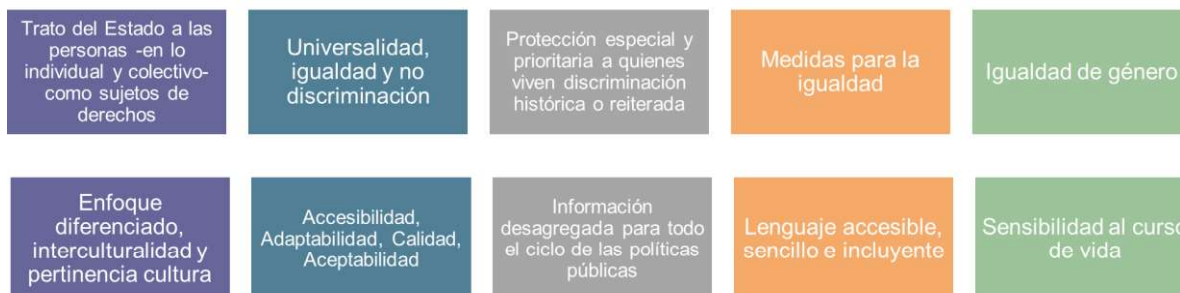 Trato del Estado a las
personas -en lo
individual y colectivo-
como sujetos de
derechos
Universalidad,
igualdad y no
discriminación
Protección especial y
prioritaria a quienes
viven discriminación
histórica o reiterada
Medidas para la
igualdad
Igualdad de género
Enfoque
diferenciado,
interculturalidad y
pertinencia cultura
Accesibilidad,
Adaptabilidad, Calidad,
Aceptabilidad
Información
desagregada para todo
el ciclo de las políticas
públicas
Lenguaje accesible,
sencillo e incluyente
Sensibilidad al curso
de vida